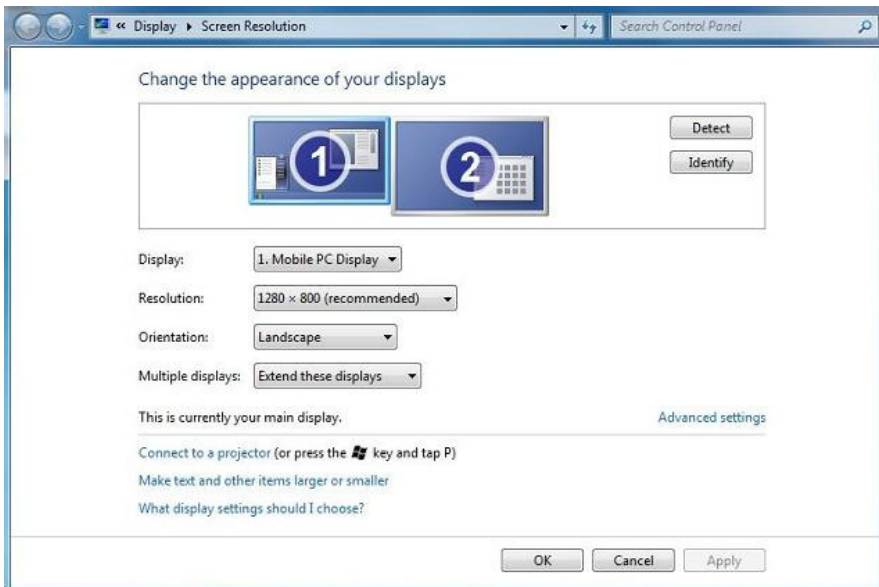 « Display ▸ Screen Resolution Search Control Panel
Change the appearance of your displays
1 2
Detect
Identify
Display: 1. Mobile PC Display
Resolution: 1280 × 800 (recommended)
Orientation: Landscape
Multiple displays: Extend these displays
This is currently your main display. Advanced settings
Connect to a projector (or press the key and tap P)
Make text and other items larger or smaller
What display settings should I choose?
OK Cancel Apply